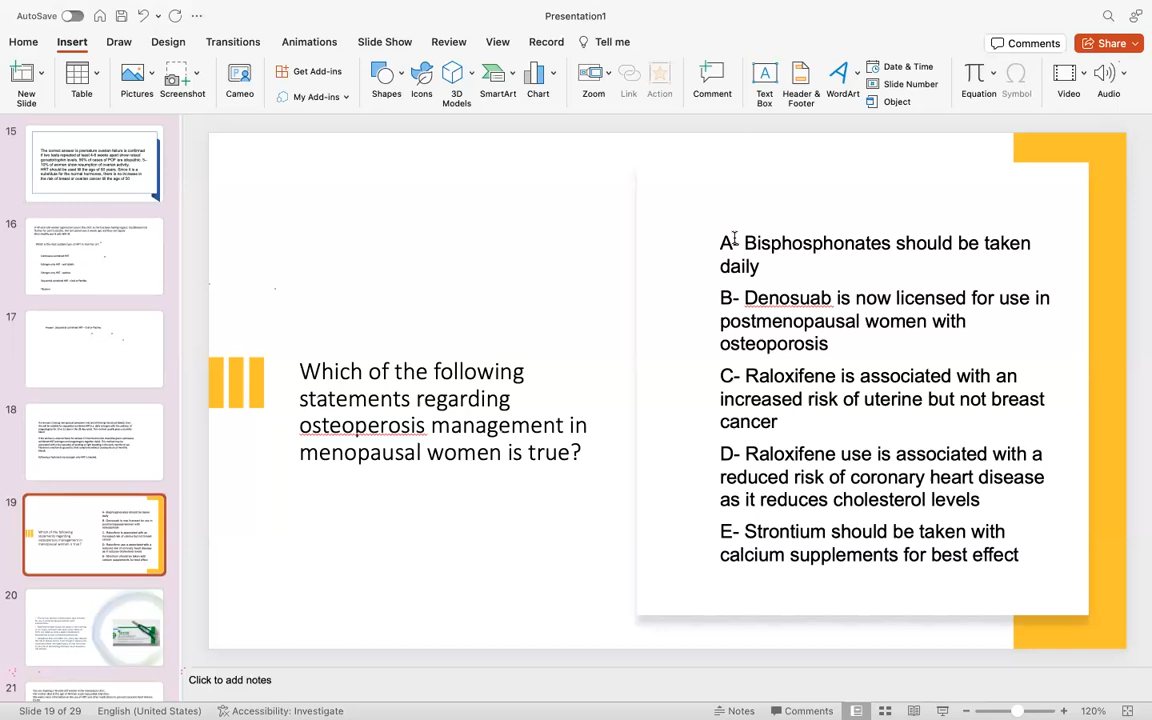 AutoSave
Presentation1
Home Insert Draw Design Transitions Animations Slide Show Review View Record Tell me
Comments Share
New Slide
Table
Pictures
Screenshot
Cameo
Get Add-ins
My Add-ins
Shapes
Icons
3D Models
SmartArt
Chart
Zoom
Link
Action
Comment
Text Box
Header & Footer
WordArt
Date & Time
Slide Number
Object
Equation
Symbol
Video
Audio
15
16
17
18
19
20
21
Which of the following
statements regarding
osteoperosis management in
menopausal women is true?
A- Bisphosphonates should be taken
daily
B- Denosuab is now licensed for use in
postmenopausal women with
osteoporosis
C- Raloxifene is associated with an
increased risk of uterine but not breast
cancer
D- Raloxifene use is associated with a
reduced risk of coronary heart disease
as it reduces cholesterol levels
E- Strontium should be taken with
calcium supplements for best effect
Click to add notes
Slide 19 of 29 English (United States) Accessibility: Investigate
Notes Comments 120%